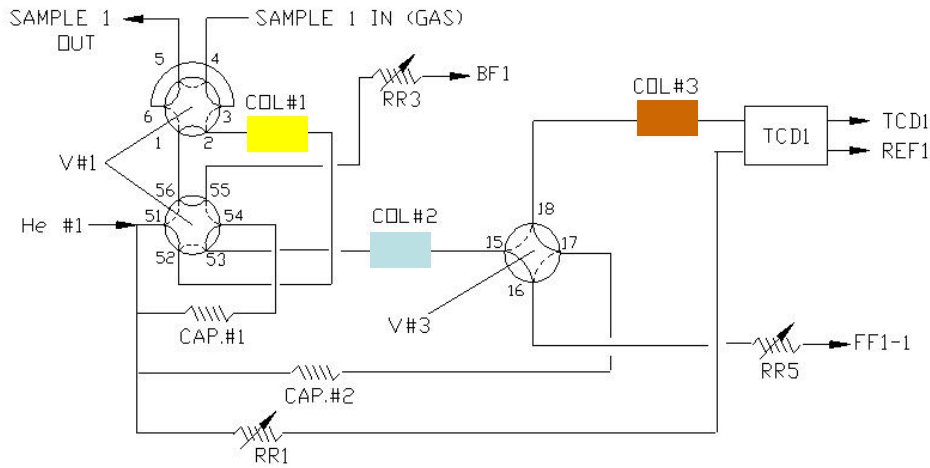 SAMPLE 1
OUT
SAMPLE 1 IN (GAS)
5
4
6
3
1
2
COL#1
BF1
RR3
COL#3
TCD1
TCD1
REF1
V#1
56
55
51
54
52
53
He #1
COL#2
18
15
17
16
V#3
CAP.#1
CAP.#2
RR5
FF1-1
RR1